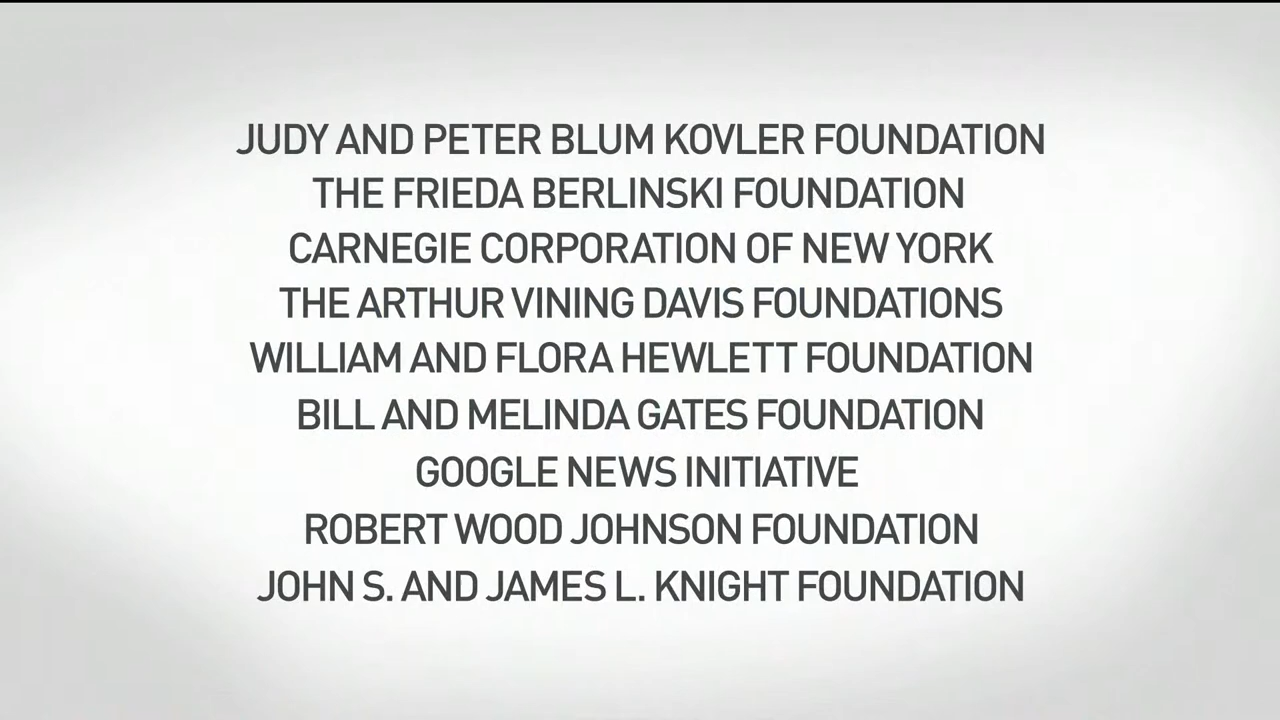 JUDY AND PETER BLUM KOVLER FOUNDATION
THE FRIEDA BERLINSKI FOUNDATION
CARNEGIE CORPORATION OF NEW YORK
THE ARTHUR VINING DAVIS FOUNDATIONS
WILLIAM AND FLORA HEWLETT FOUNDATION
BILL AND MELINDA GATES FOUNDATION
GOOGLE NEWS INITIATIVE
ROBERT WOOD JOHNSON FOUNDATION
JOHN S. AND JAMES L. KNIGHT FOUNDATION